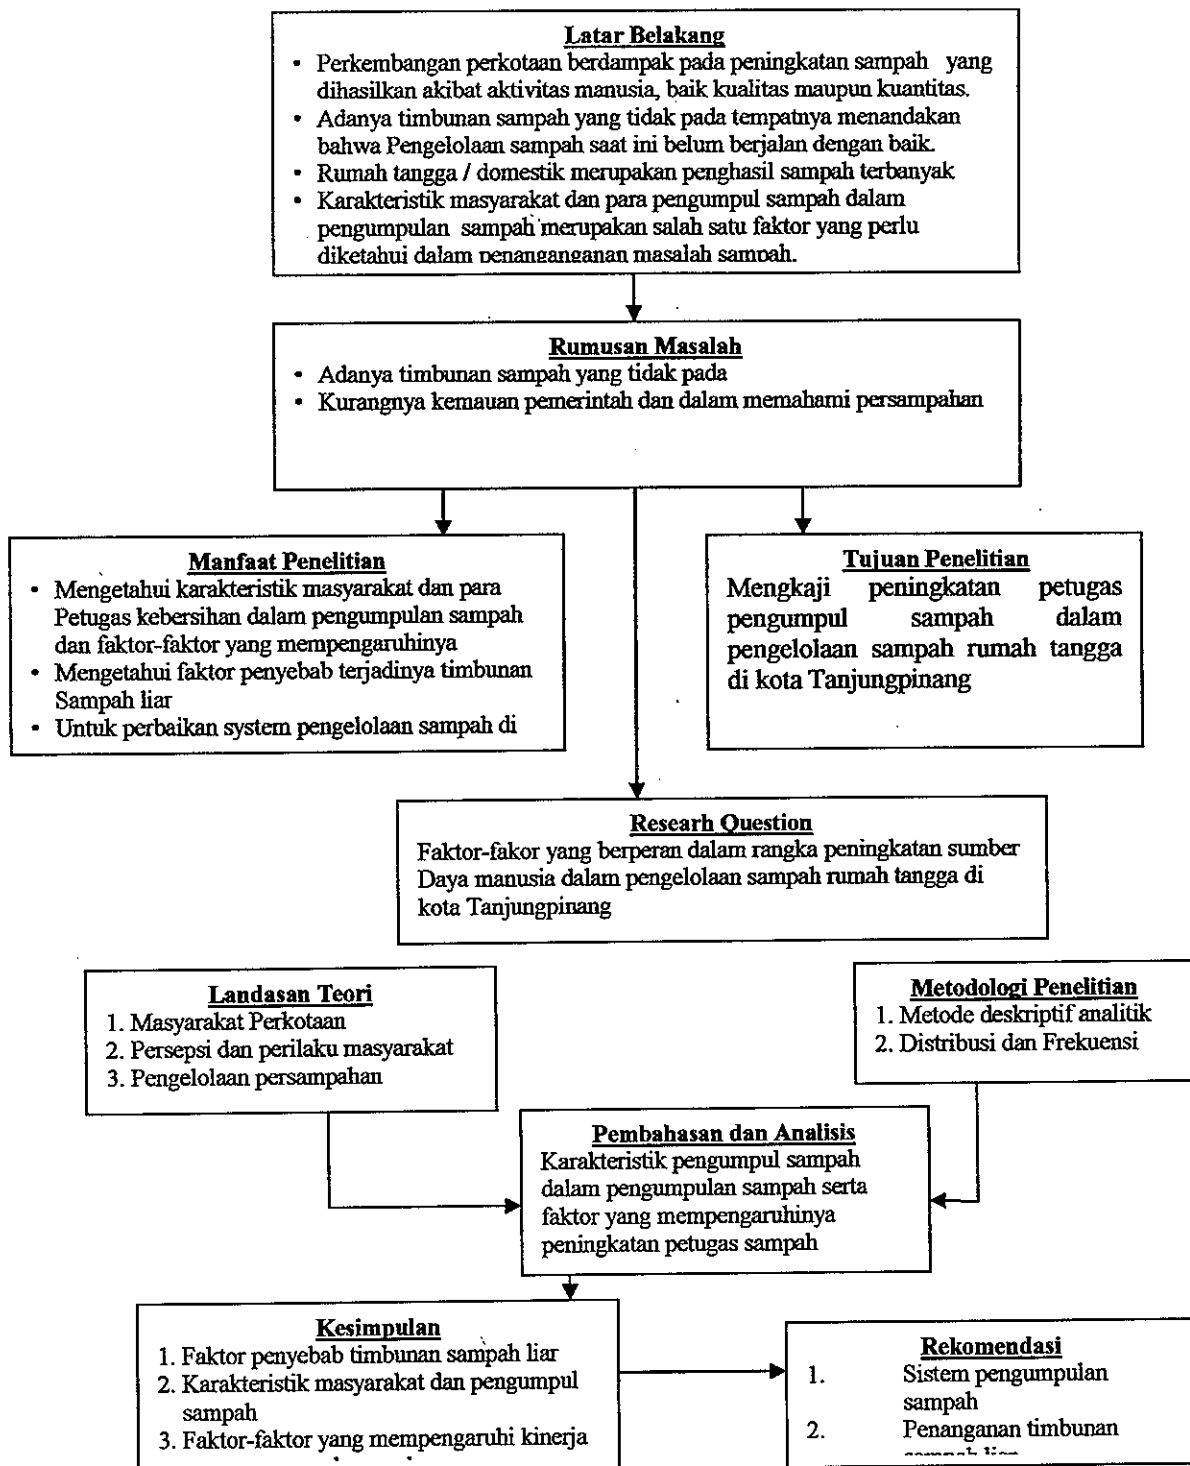 Latar Belakang
• Perkembangan perkotaan berdampak pada peningkatan sampah yang
dihasilkan akibat aktivitas manusia, baik kualitas maupun kuantitas.
• Adanya timbunan sampah yang tidak pada tempatnya menandakan
bahwa Pengelolaan sampah saat ini belum berjalan dengan baik.
• Rumah tangga / domestik merupakan penghasil sampah terbanyak
• Karakteristik masyarakat dan para pengumpul sampah dalam
pengumpulan sampah merupakan salah satu faktor yang perlu
diketahui dalam penanganganan masalah sampah.
Rumusan Masalah
• Adanya timbunan sampah yang tidak pada
• Kurangnya kemauan pemerintah dan dalam memahami persampahan
Manfaat Penelitian
• Mengetahui karakteristik masyarakat dan para
Petugas kebersihan dalam pengumpulan sampah
dan faktor-faktor yang mempengaruhinya
• Mengetahui faktor penyebab terjadinya timbunan
Sampah liar
• Untuk perbaikan system pengelolaan sampah di
Tujuan Penelitian
Mengkaji peningkatan petugas
pengumpul sampah dalam
pengelolaan sampah rumah tangga
di kota Tanjungpinang
Researh Question
Faktor-fakor yang berperan dalam rangka peningkatan sumber
Daya manusia dalam pengelolaan sampah rumah tangga di
kota Tanjungpinang
Landasan Teori
1. Masyarakat Perkotaan
2. Persepsi dan perilaku masyarakat
3. Pengelolaan persampahan
Metodologi Penelitian
1. Metode deskriptif analitik
2. Distribusi dan Frekuensi
Pembahasan dan Analisis
Karakteristik pengumpul sampah
dalam pengumpulan sampah serta
faktor yang mempengaruhinya
peningkatan petugas sampah
Kesimpulan
1. Faktor penyebab timbunan sampah liar
2. Karakteristik masyarakat dan pengumpul
sampah
3. Faktor-faktor yang mempengaruhi kinerja
Rekomendasi
1. Sistem pengumpulan
sampah
2. Penanganan timbunan
sampah liar